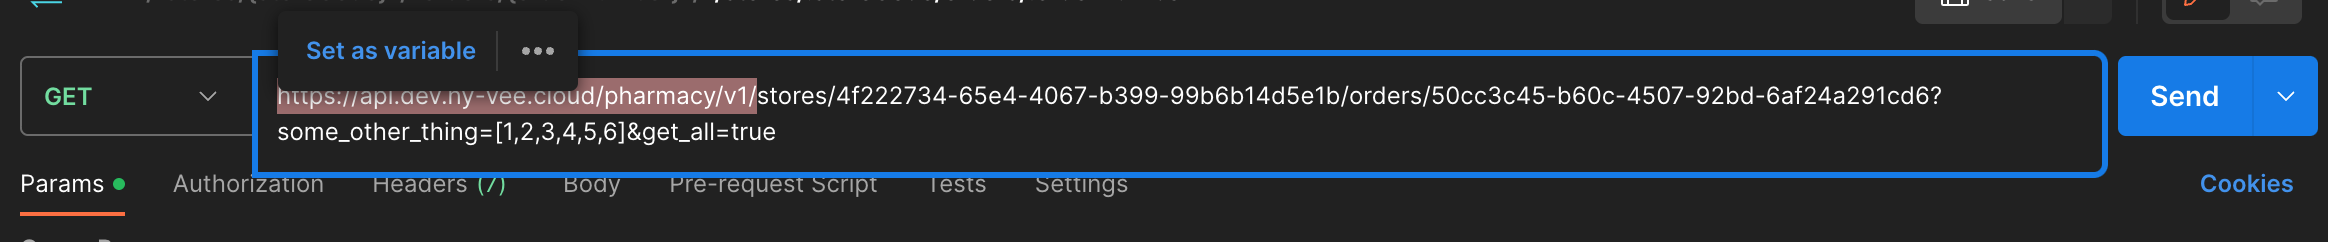 Set as variable
GET
https://api.dev.hy-vee.cloud/pharmacy/v1/stores/4f222734-65e4-4067-b399-99b6b14d5e1b/orders/50cc3c45-b60c-4507-92bd-6af24a291cd6?
some_other_thing=[1,2,3,4,5,6]&get_all=true
Send
Params Authorization Headers (7) Body Pre-request Script Tests Settings Cookies